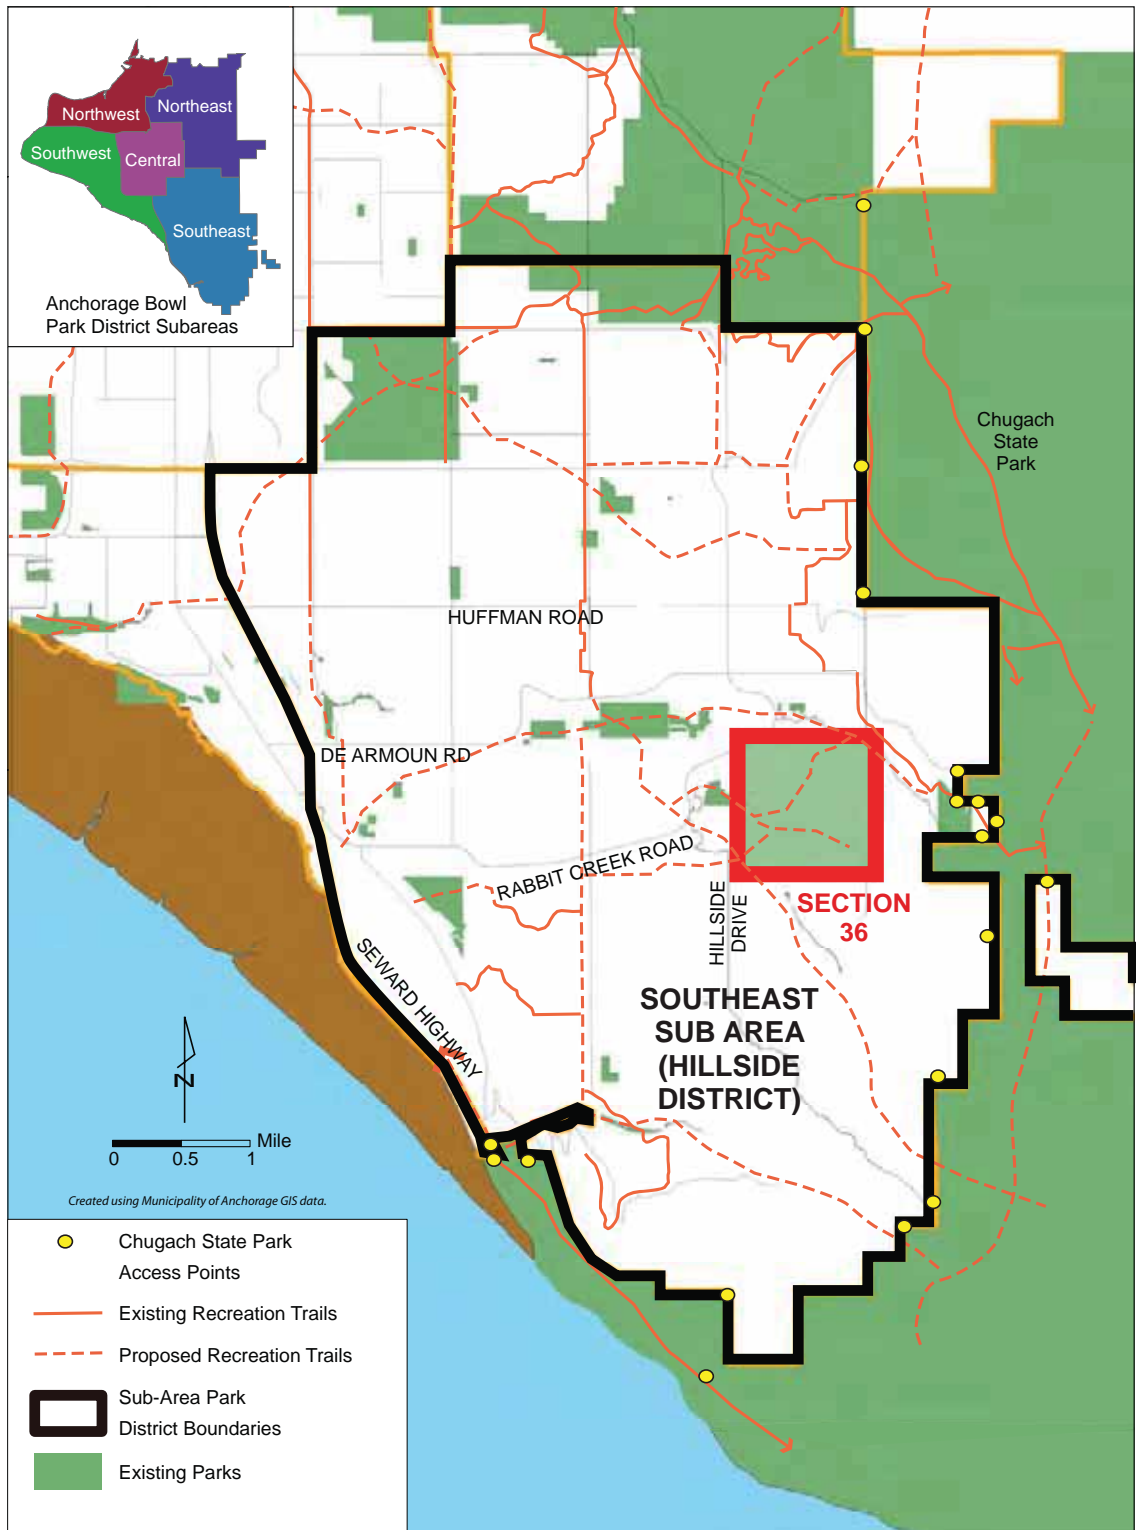 Northwest
Northeast
Southwest
Central
Southeast
Anchorage Bowl
Park District Subareas
Chugach
State
Park
HUFFMAN ROAD
DE ARMOUN RD
RABBIT CREEK ROAD
HILLSIDE
DRIVE
SECTION
36
SEWARD HIGHWAY
SOUTHEAST
SUB AREA
(HILLSIDE
DISTRICT)
N
Mile
0 0.5 1
Created using Municipality of Anchorage GIS data.
Chugach State Park
Access Points
Existing Recreation Trails
Proposed Recreation Trails
Sub-Area Park
District Boundaries
Existing Parks